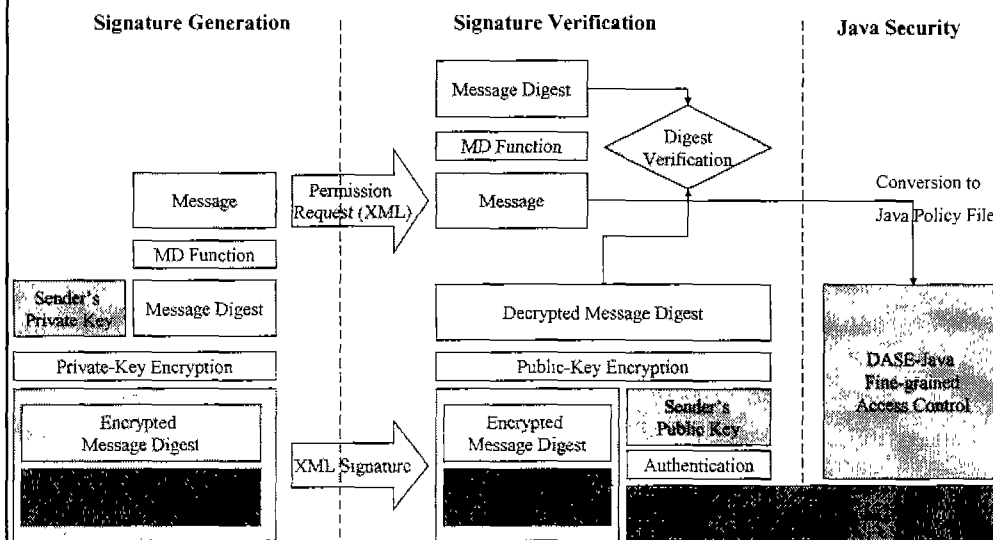 Signature Generation
Signature Verification
Java Security
Message Digest
MD Function
Digest
Verification
Message
Permission
Request (XML)
Message
Conversion to
Java Policy File
MD Function
Sender's
Private Key
Message Digest
Decrypted Message Digest
DASE-Java
Fine-grained
Access Control
Private-Key Encryption
Public-Key Encryption
Encrypted
Message Digest
XML Signature
Encrypted
Message Digest
Sender's
Public Key
Authentication